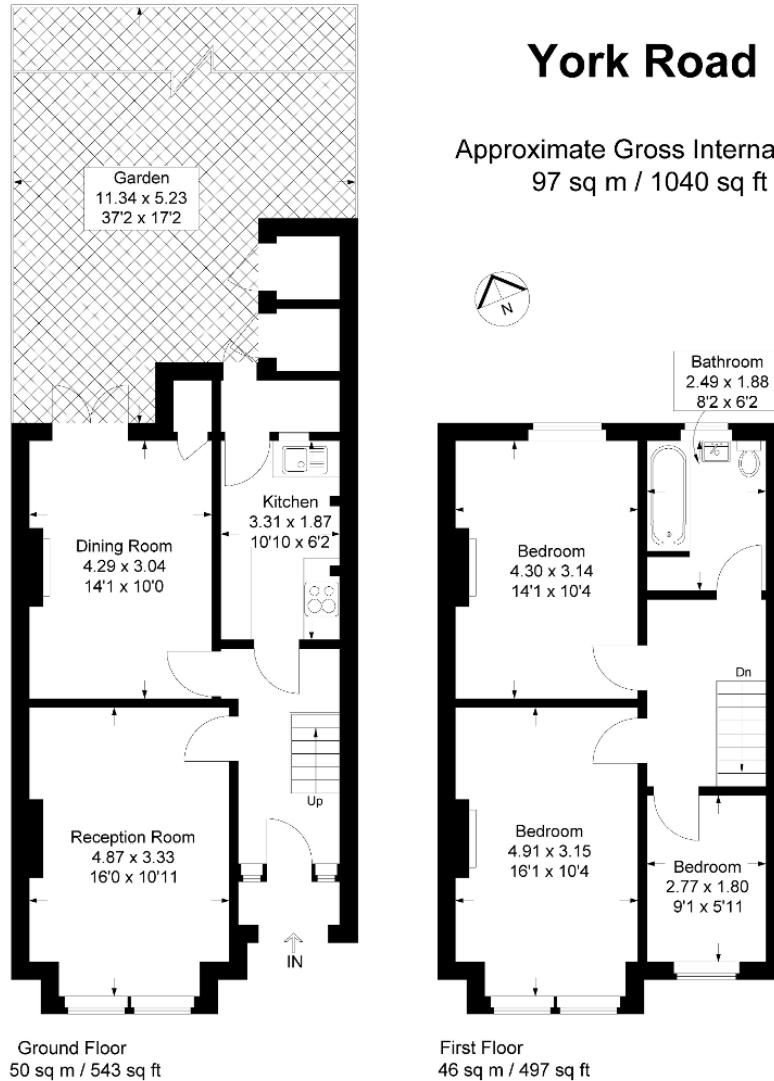 York Road
Approximate Gross Interna
97 sq m / 1040 sq ft
Garden
11.34 x 5.23
37'2 x 17'2
N
Bathroom
2.49 x 1.88
8'2 x 6'2
Kitchen
3.31 x 1.87
10'10 x 6'2
Dining Room
4.29 x 3.04
14'1 x 10'0
Bedroom
4.30 x 3.14
14'1 x 10'4
Dn
Up
Reception Room
4.87 x 3.33
16'0 x 10'11
Bedroom
4.91 x 3.15
16'1 x 10'4
Bedroom
2.77 x 1.80
9'1 x 5'11
IN
Ground Floor
50 sq m / 543 sq ft
First Floor
46 sq m / 497 sq ft